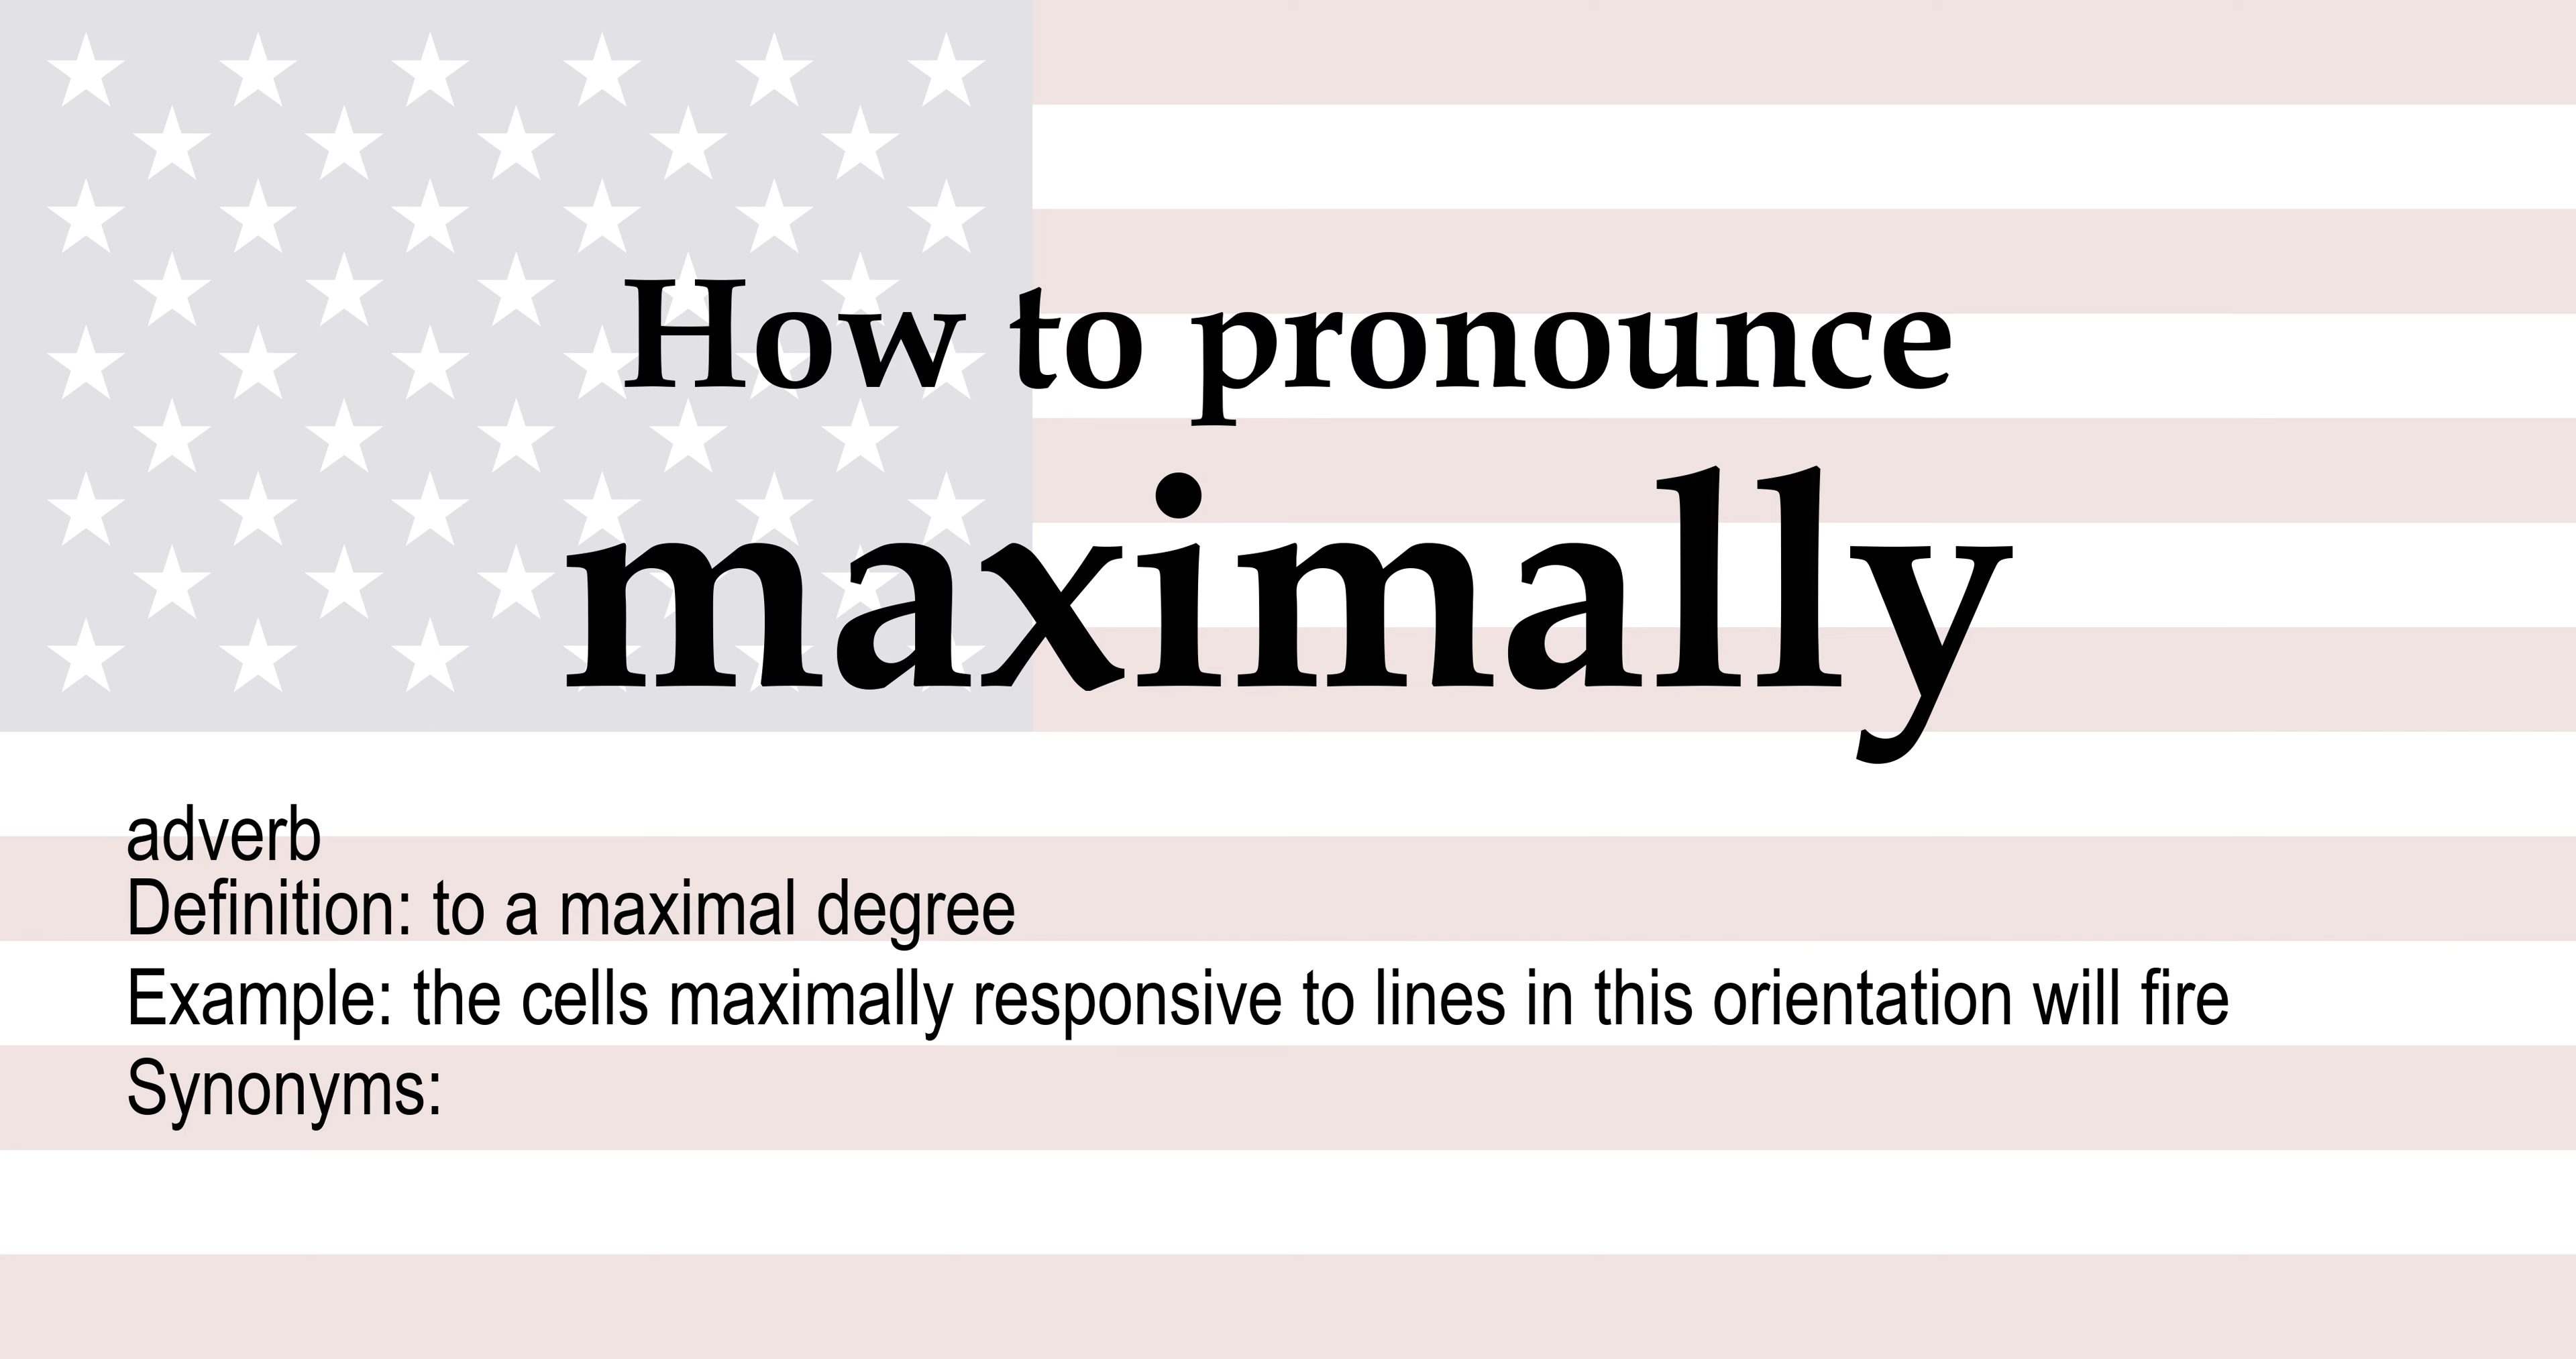 How to pronounce
maximally
adverb
Definition: to a maximal degree
Example: the cells maximally responsive to lines in this orientation will fire
Synonyms: